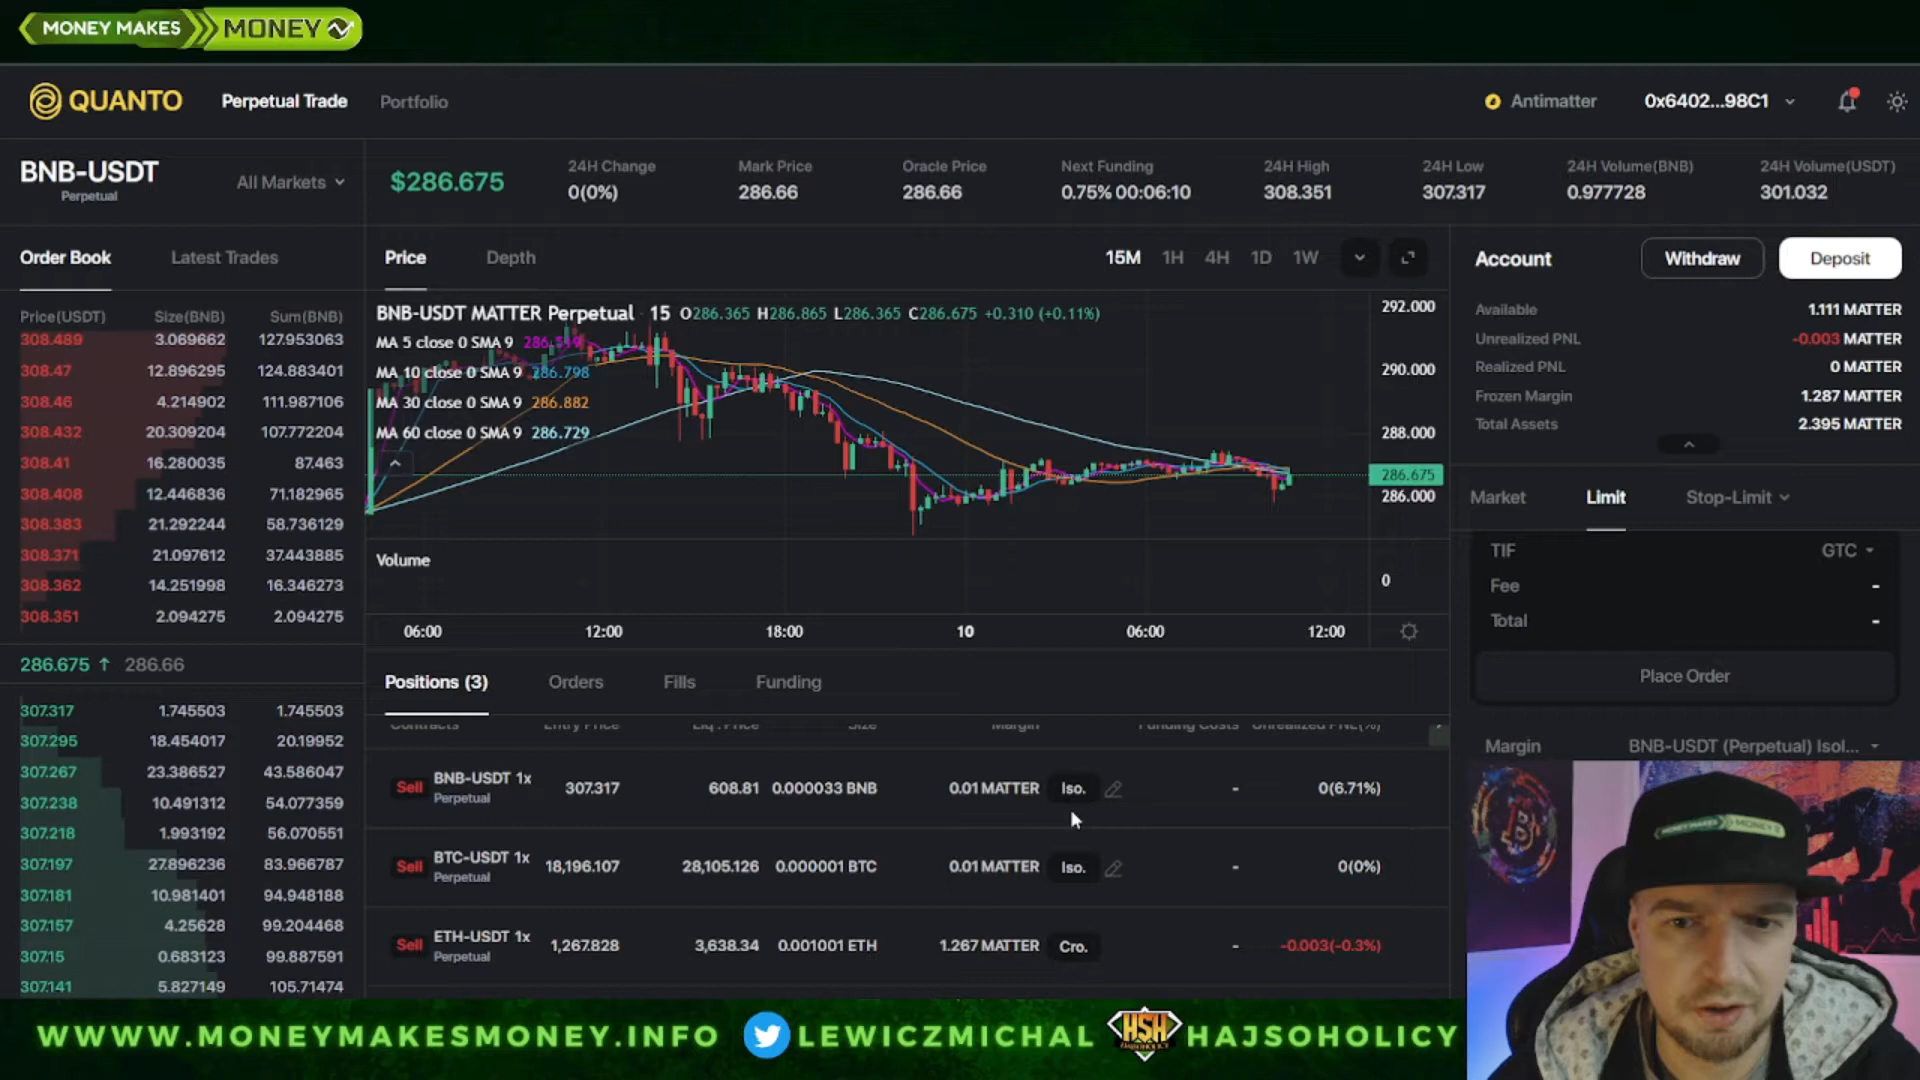 MONEY MAKES MONEY
QUANTO
Perpetual Trade
Portfolio
Antimatter
0x6402...98C1
BNB-USDT
Perpetual
All Markets
$286.675
24H Change
0(0%)
Mark Price
286.66
Oracle Price
286.66
Next Funding
0.75% 00:06:10
24H High
308.351
24H Low
307.317
24H Volume(BNB)
0.977728
24H Volume(USDT)
301.032
Order Book
Latest Trades
Price(USDT) Size(BNB) Sum(BNB)
308.489 3.069662 127.953063
308.47 12.896295 124.883401
308.46 4.214902 111.987106
308.432 20.309204 107.772204
308.41 16.280035 87.463
308.408 12.446836 71.182965
308.383 21.292244 58.736129
308.371 21.097612 37.443885
308.362 14.251998 16.346273
308.351 2.094275 2.094275
286.675 ↑ 286.66
307.317 1.745503 1.745503
307.295 18.454017 20.19952
307.267 23.386527 43.586047
307.238 10.491312 54.077359
307.218 1.993192 56.070551
307.197 27.896236 83.966787
307.181 10.981401 94.948188
307.157 4.25628 99.204468
307.15 0.683123 99.887591
307.141 5.827149 105.71474
Price
Depth
15M 1H 4H 1D 1W
BNB-USDT MATTER Perpetual · 15 O286.365 H286.865 L286.365 C286.675 +0.310 (+0.11%)
MA 5 close 0 SMA 9
MA 10 close 0 SMA 9 286.798
MA 30 close 0 SMA 9 286.882
MA 60 close 0 SMA 9 286.729
292.000
290.000
288.000
286.675
286.000
Volume
0
06:00 12:00 18:00 10 06:00 12:00
Positions (3)
Orders
Fills
Funding
Contracts Entry Price Liq. Price Size Margin Funding Costs Unrealized PNL(%)
Sell BNB-USDT 1x 307.317 608.81 0.000033 BNB 0.01 MATTER Iso. - 0(6.71%)
Perpetual
Sell BTC-USDT 1x 18,196.107 28,105.126 0.000001 BTC 0.01 MATTER Iso. - 0(0%)
Perpetual
Sell ETH-USDT 1x 1,267.828 3,638.34 0.001001 ETH 1.267 MATTER Cro. - -0.003(-0.3%)
Perpetual
Account
Withdraw
Deposit
Available 1.111 MATTER
Unrealized PNL -0.003 MATTER
Realized PNL 0 MATTER
Frozen Margin 1.287 MATTER
Total Assets 2.395 MATTER
Market
Limit
Stop-Limit
TIF GTC
Fee -
Total -
Place Order
Margin BNB-USDT (Perpetual) Isol...
WWWW.MONEYMAKESMONEY.INFO
LEWICZMICHAL
HSH
HAJSOHOLICY